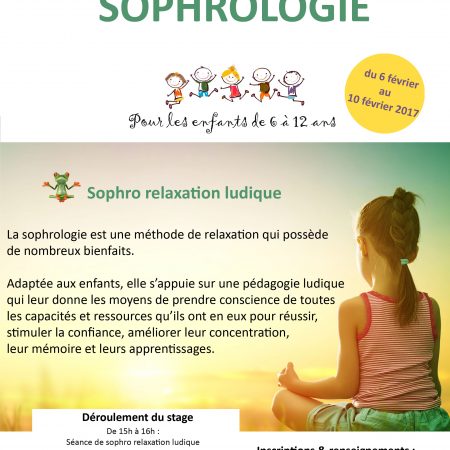 SOPHROLOGIE
du 6 février
au
10 février 2017
Pour les enfants de 6 à 12 ans
Sophro relaxation ludique
La sophrologie est une méthode de relaxation qui possède
de nombreux bienfaits.
Adaptée aux enfants, elle s’appuie sur une pédagogie ludique
qui leur donne les moyens de prendre conscience de toutes
les capacités et ressources qu’ils ont en eux pour réussir,
stimuler la confiance, améliorer leur concentration,
leur mémoire et leurs apprentissages.
Déroulement du stage
De 15h à 16h :
Séance de sophro relaxation ludique
Inscriptions & renseignements :